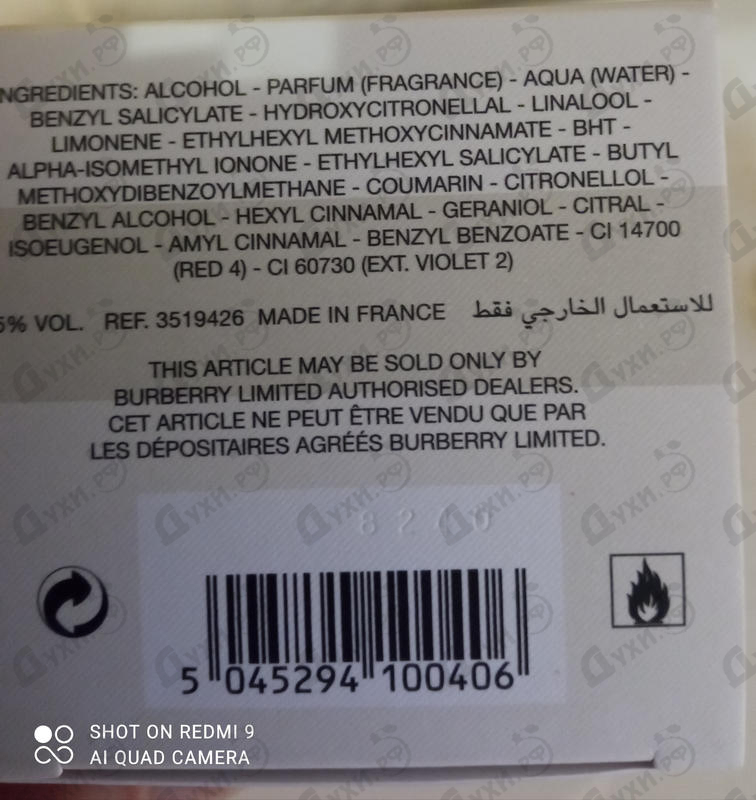 NGREDIENTS: ALCOHOL - PARFUM (FRAGRANCE) - AQUA (WATER) -
BENZYL SALICYLATE - HYDROXYCITRONELLAL - LINALOOL -
LIMONENE - ETHYLHEXYL METHOXYCINNAMATE - BHT -
ALPHA-ISOMETHYL IONONE - ETHYLHEXYL SALICYLATE - BUTYL
METHOXYDIBENZOYLMETHANE - COUMARIN - CITRONELLOL -
BENZYL ALCOHOL - HEXYL CINNAMAL - GERANIOL - CITRAL -
ISOEUGENOL - AMYL CINNAMAL - BENZYL BENZOATE - CI 14700
(RED 4) - CI 60730 (EXT. VIOLET 2)
5% VOL. REF. 3519426 MADE IN FRANCE للاستعمال الخارجي فقط
THIS ARTICLE MAY BE SOLD ONLY BY
BURBERRY LIMITED AUTHORISED DEALERS.
CET ARTICLE NE PEUT ÊTRE VENDU QUE PAR
LES DÉPOSITAIRES AGRÉÉS BURBERRY LIMITED.
5 045294 100406
SHOT ON REDMI 9
AI QUAD CAMERA
Духи.рф